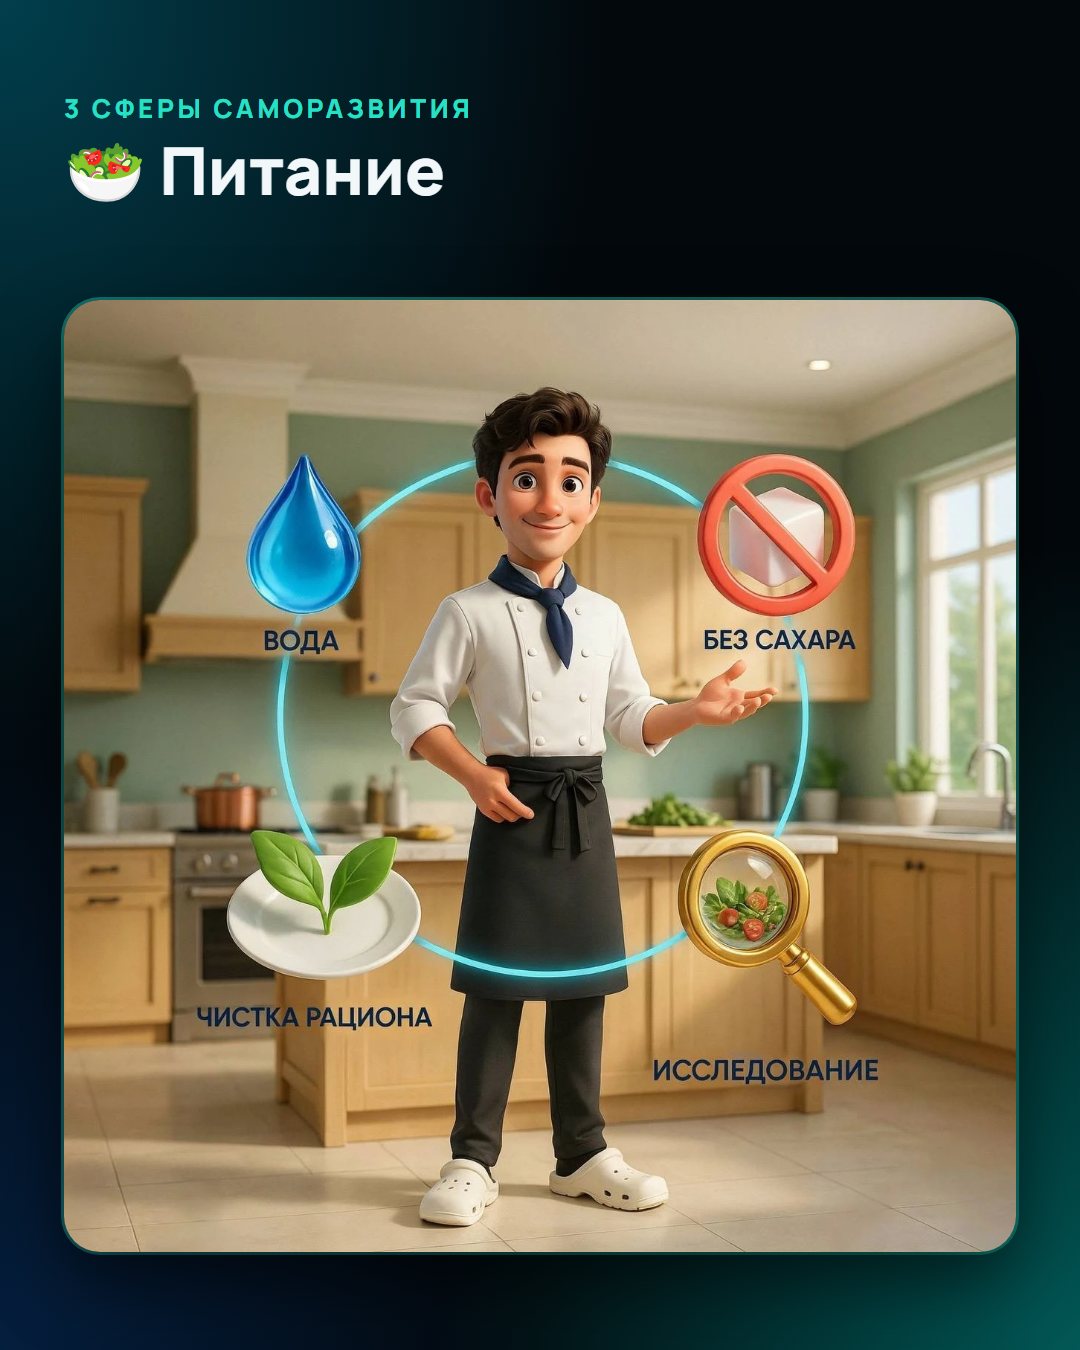 3 СФЕРЫ САМОРАЗВИТИЯ
🥗 Питание
ВОДА
БЕЗ САХАРА
ЧИСТКА РАЦИОНА
ИССЛЕДОВАНИЕ